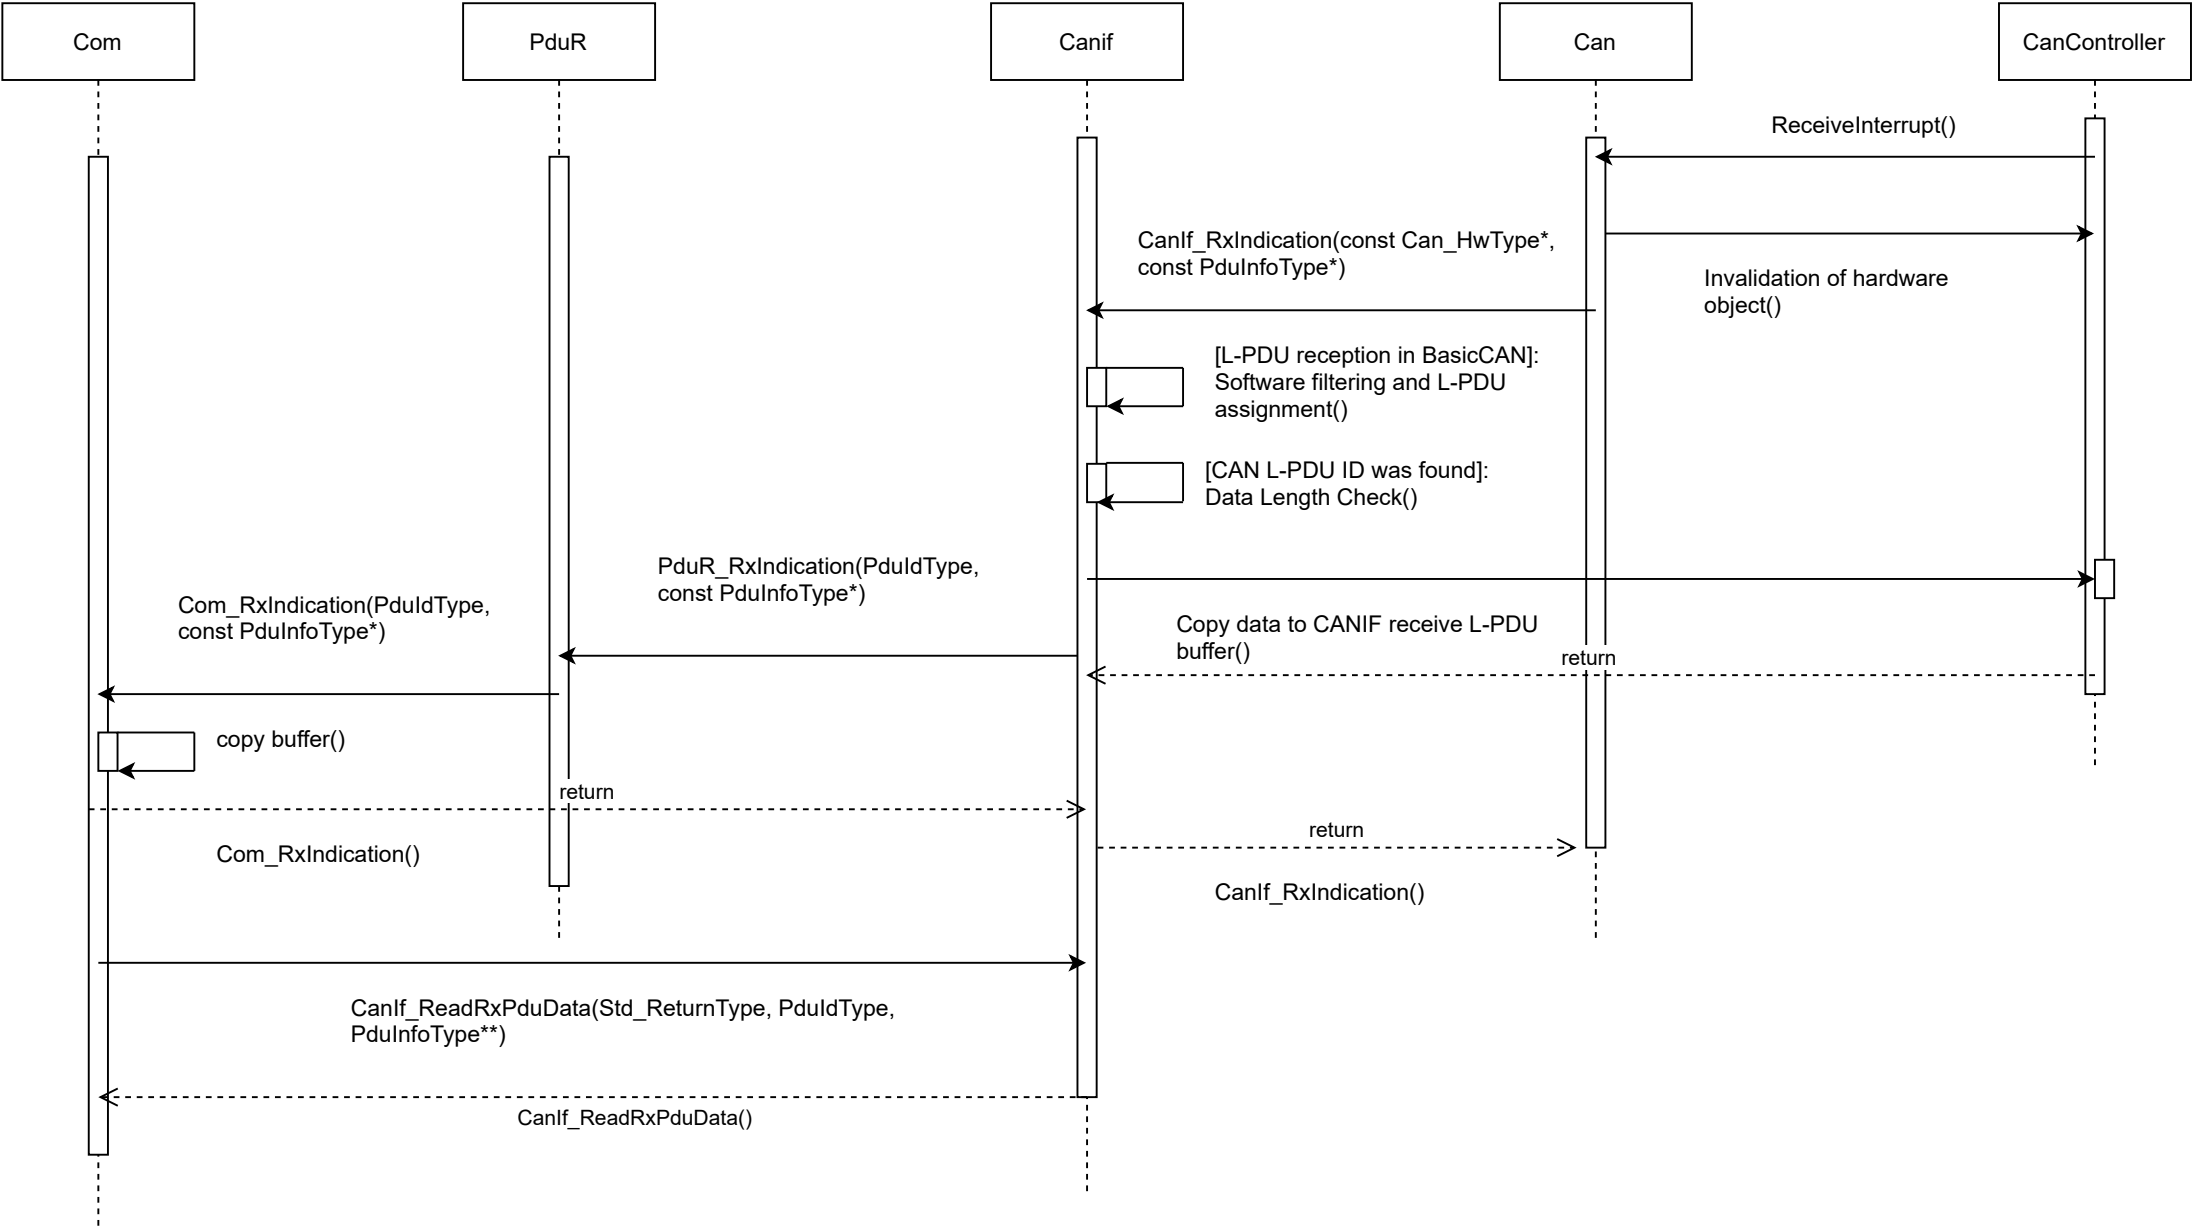 Com
PduR
Canif
Can
CanController
ReceiveInterrupt()
CanIf_RxIndication(const Can_HwType*,
const PduInfoType*)
Invalidation of hardware
object()
[L-PDU reception in BasicCAN]:
Software filtering and L-PDU
assignment()
[CAN L-PDU ID was found]:
Data Length Check()
PduR_RxIndication(PduIdType,
const PduInfoType*)
Com_RxIndication(PduIdType,
const PduInfoType*)
Copy data to CANIF receive L-PDU
buffer()
return
copy buffer()
return
return
Com_RxIndication()
CanIf_RxIndication()
CanIf_ReadRxPduData(Std_ReturnType, PduIdType,
PduInfoType**)
CanIf_ReadRxPduData()